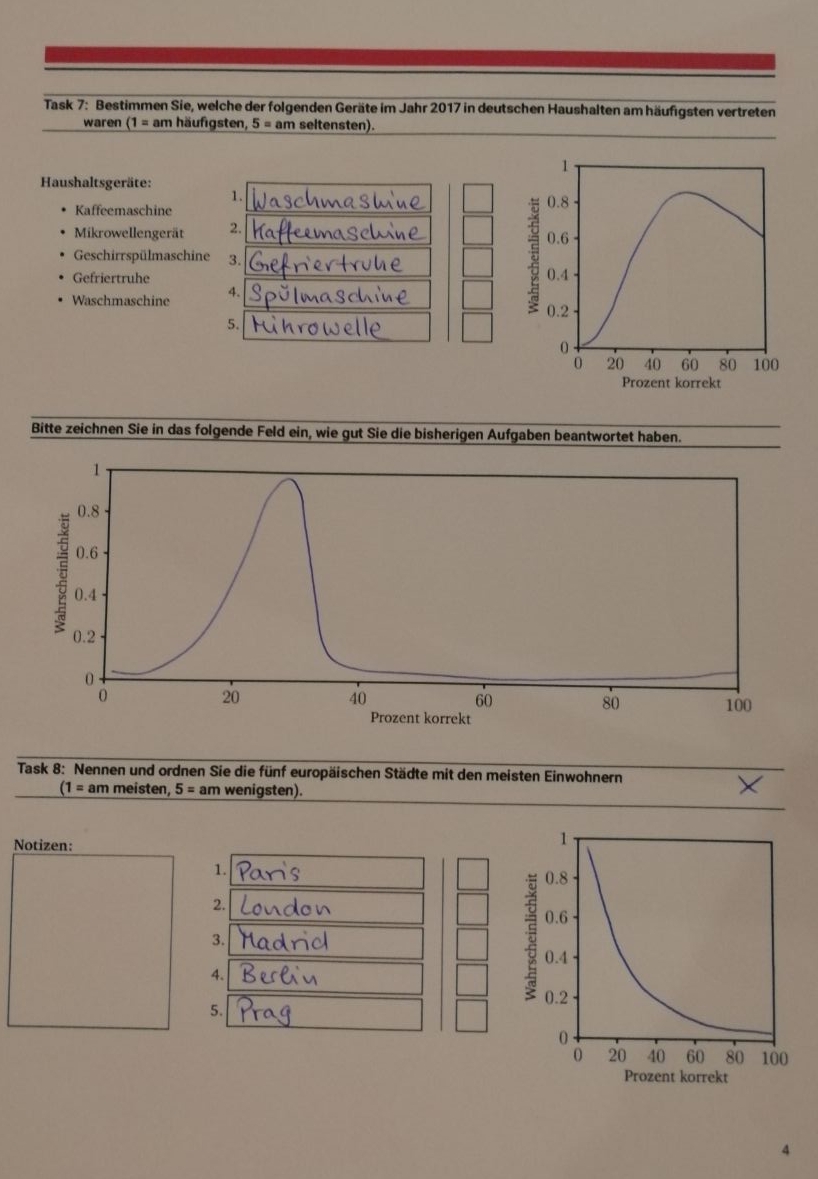 Task 7: Bestimmen Sie, welche der folgenden Geräte im Jahr 2017 in deutschen Haushalten am häufigsten vertreten
waren (1 = am häufigsten, 5 = am seltensten).
Haushaltsgeräte:
• Kaffeemaschine
• Mikrowellengerät
• Geschirrspülmaschine
• Gefriertruhe
• Waschmaschine
1. Waschmashine
2. Kaffeemaschine
3. Gefriertruhe
4. Spülmaschine
5. Mikrowelle
Wahrscheinlichkeit
1
0.8
0.6
0.4
0.2
0
0 20 40 60 80 100
Prozent korrekt
Bitte zeichnen Sie in das folgende Feld ein, wie gut Sie die bisherigen Aufgaben beantwortet haben.
Wahrscheinlichkeit
1
0.8
0.6
0.4
0.2
0
0 20 40 60 80 100
Prozent korrekt
Task 8: Nennen und ordnen Sie die fünf europäischen Städte mit den meisten Einwohnern
(1 = am meisten, 5 = am wenigsten).
X
Notizen:
1. Paris
2. London
3. Madrid
4. Berlin
5. Prag
Wahrscheinlichkeit
1
0.8
0.6
0.4
0.2
0
0 20 40 60 80 100
Prozent korrekt
4